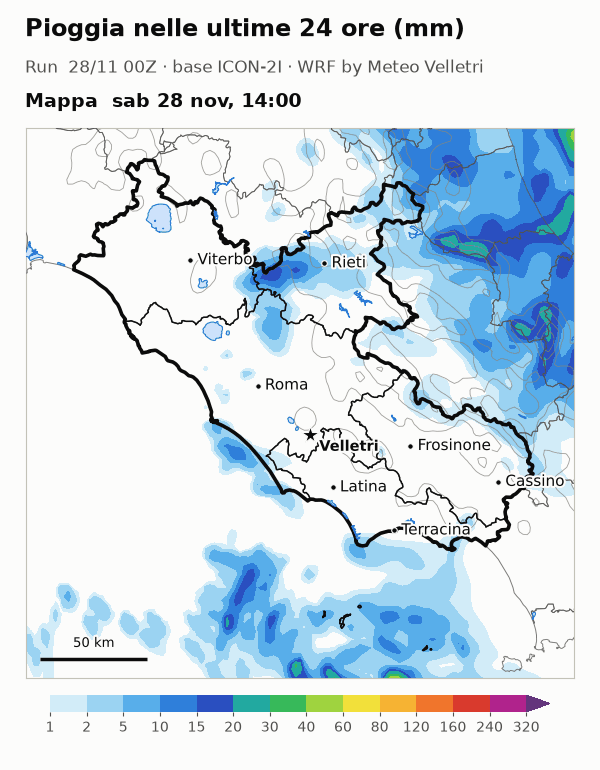 Pioggia nelle ultime 24 ore (mm)
Run 28/11 00Z · base ICON-2I · WRF by Meteo Velletri
Mappa sab 28 nov, 14:00
Viterbo
Rieti
Roma
Velletri
Frosinone
Latina
Cassino
Terracina
50 km
1 2 5 10 15 20 30 40 60 80 120 160 240 320